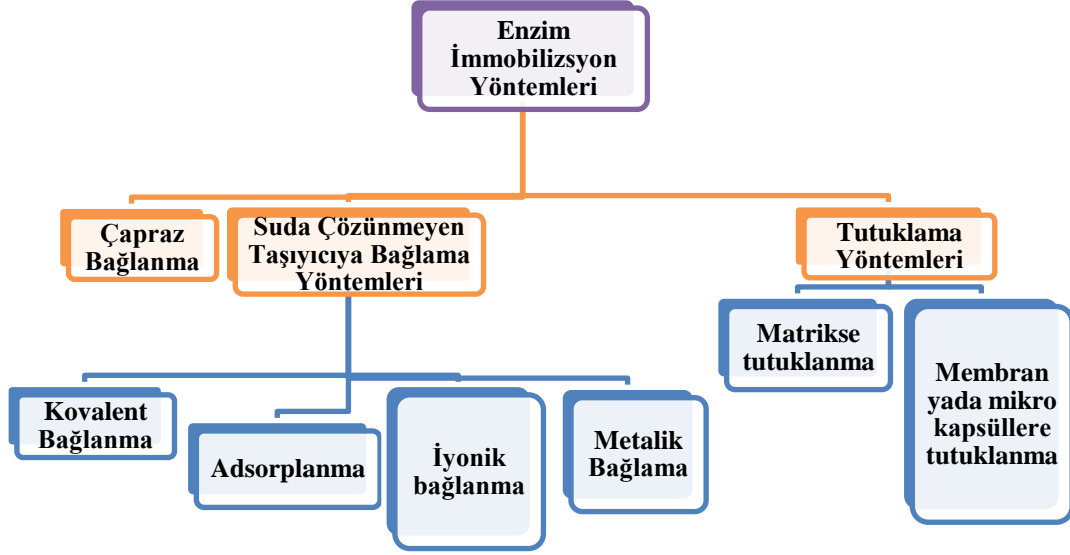 Enzim
İmmobilizsyon
Yöntemleri
Çapraz
Bağlanma
Suda Çözünmeyen
Taşıyıcıya Bağlama
Yöntemleri
Tutuklama
Yöntemleri
Kovalent
Bağlanma
Adsorplanma
İyonik
bağlanma
Metalik
Bağlama
Matrikse
tutuklanma
Membran
yada mikro
kapsüllere
tutuklanma